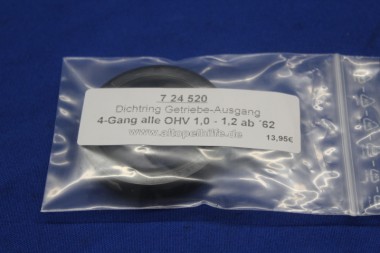 7 24 520
Dichtring Getriebe-Ausgang
4-Gang alle OHV 1,0 - 1,2 ab ´62
www.altopelhilfe.de
13,95€